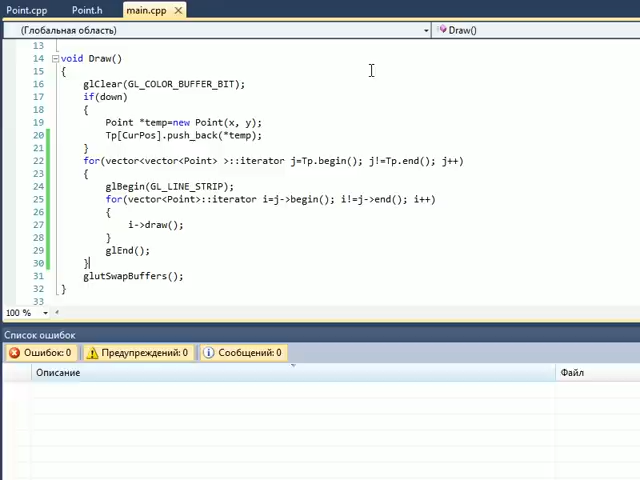 Point.cpp Point.h main.cpp ✕
(Глобальная область) Draw()
13
14 void Draw()
15 {
16 glClear(GL_COLOR_BUFFER_BIT);
17 if(down)
18 {
19 Point *temp=new Point(x, y);
20 Tp[CurPos].push_back(*temp);
21 }
22 for(vector<vector<Point> >::iterator j=Tp.begin(); j!=Tp.end(); j++)
23 {
24 glBegin(GL_LINE_STRIP);
25 for(vector<Point>::iterator i=j->begin(); i!=j->end(); i++)
26 {
27 i->draw();
28 }
29 glEnd();
30 }
31 glutSwapBuffers();
32 }
33
100 %
Список ошибок
Ошибок: 0 Предупреждений: 0 Сообщений: 0
Описание Файл